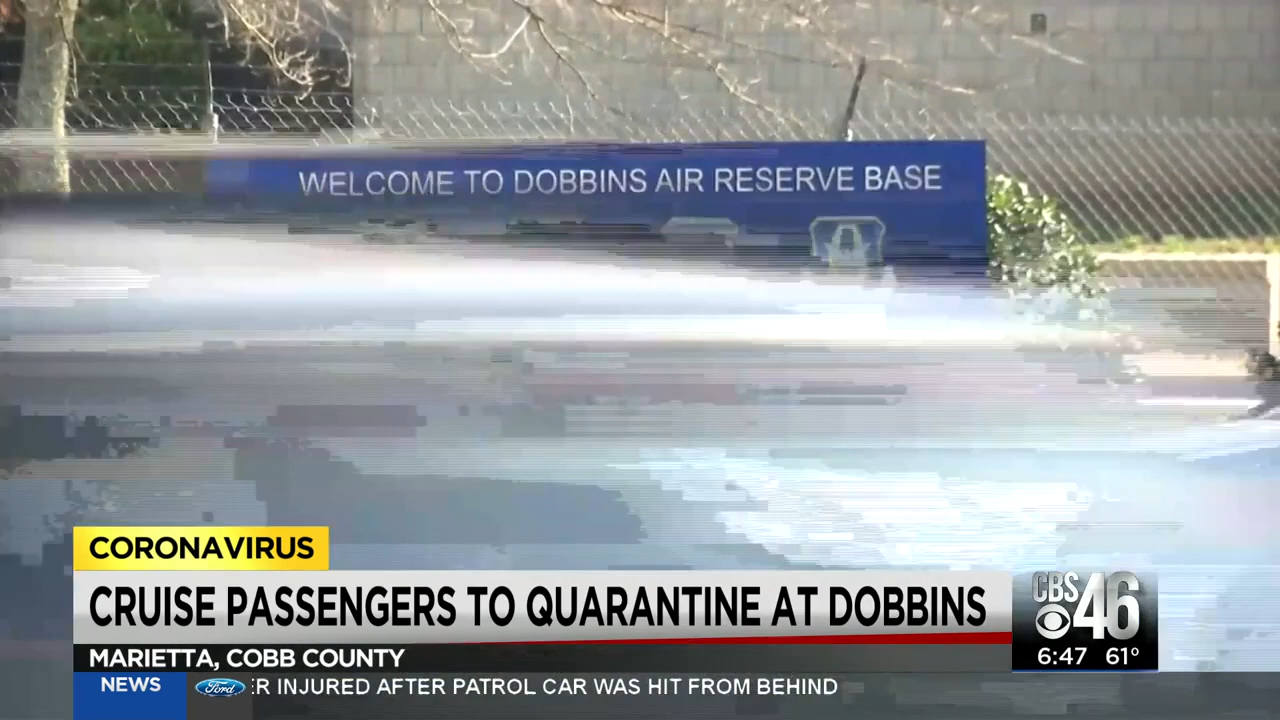 WELCOME TO DOBBINS AIR RESERVE BASE
CORONAVIRUS
CRUISE PASSENGERS TO QUARANTINE AT DOBBINS
CBS 46
MARIETTA, COBB COUNTY
6:47 61°
NEWS
Ford
ER INJURED AFTER PATROL CAR WAS HIT FROM BEHIND